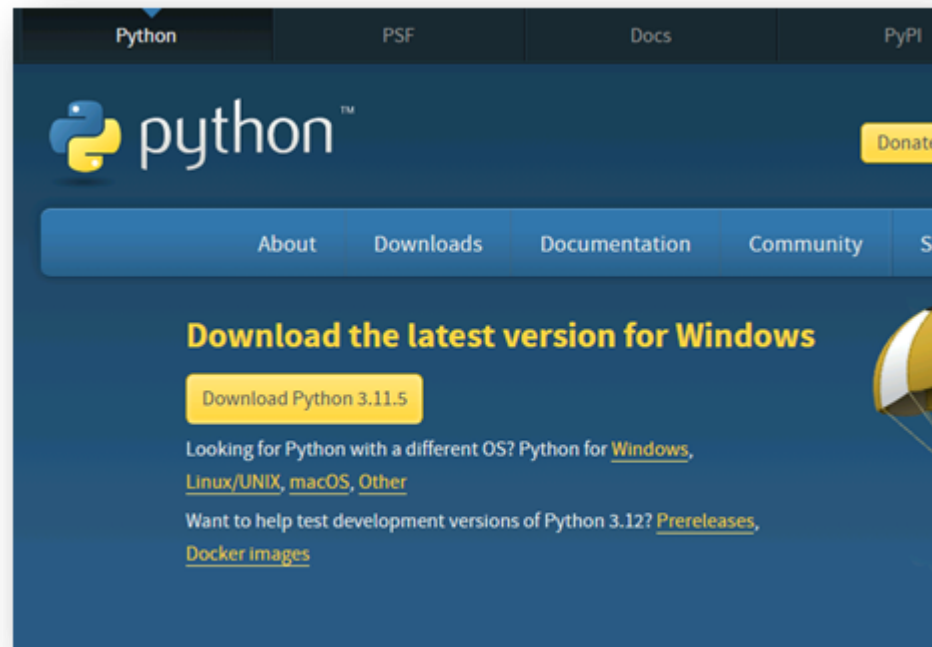 Python PSF Docs PyPI
python™
Donate
About Downloads Documentation Community S
Download the latest version for Windows
Download Python 3.11.5
Looking for Python with a different OS? Python for Windows,
Linux/UNIX, macOS, Other
Want to help test development versions of Python 3.12? Prereleases,
Docker images